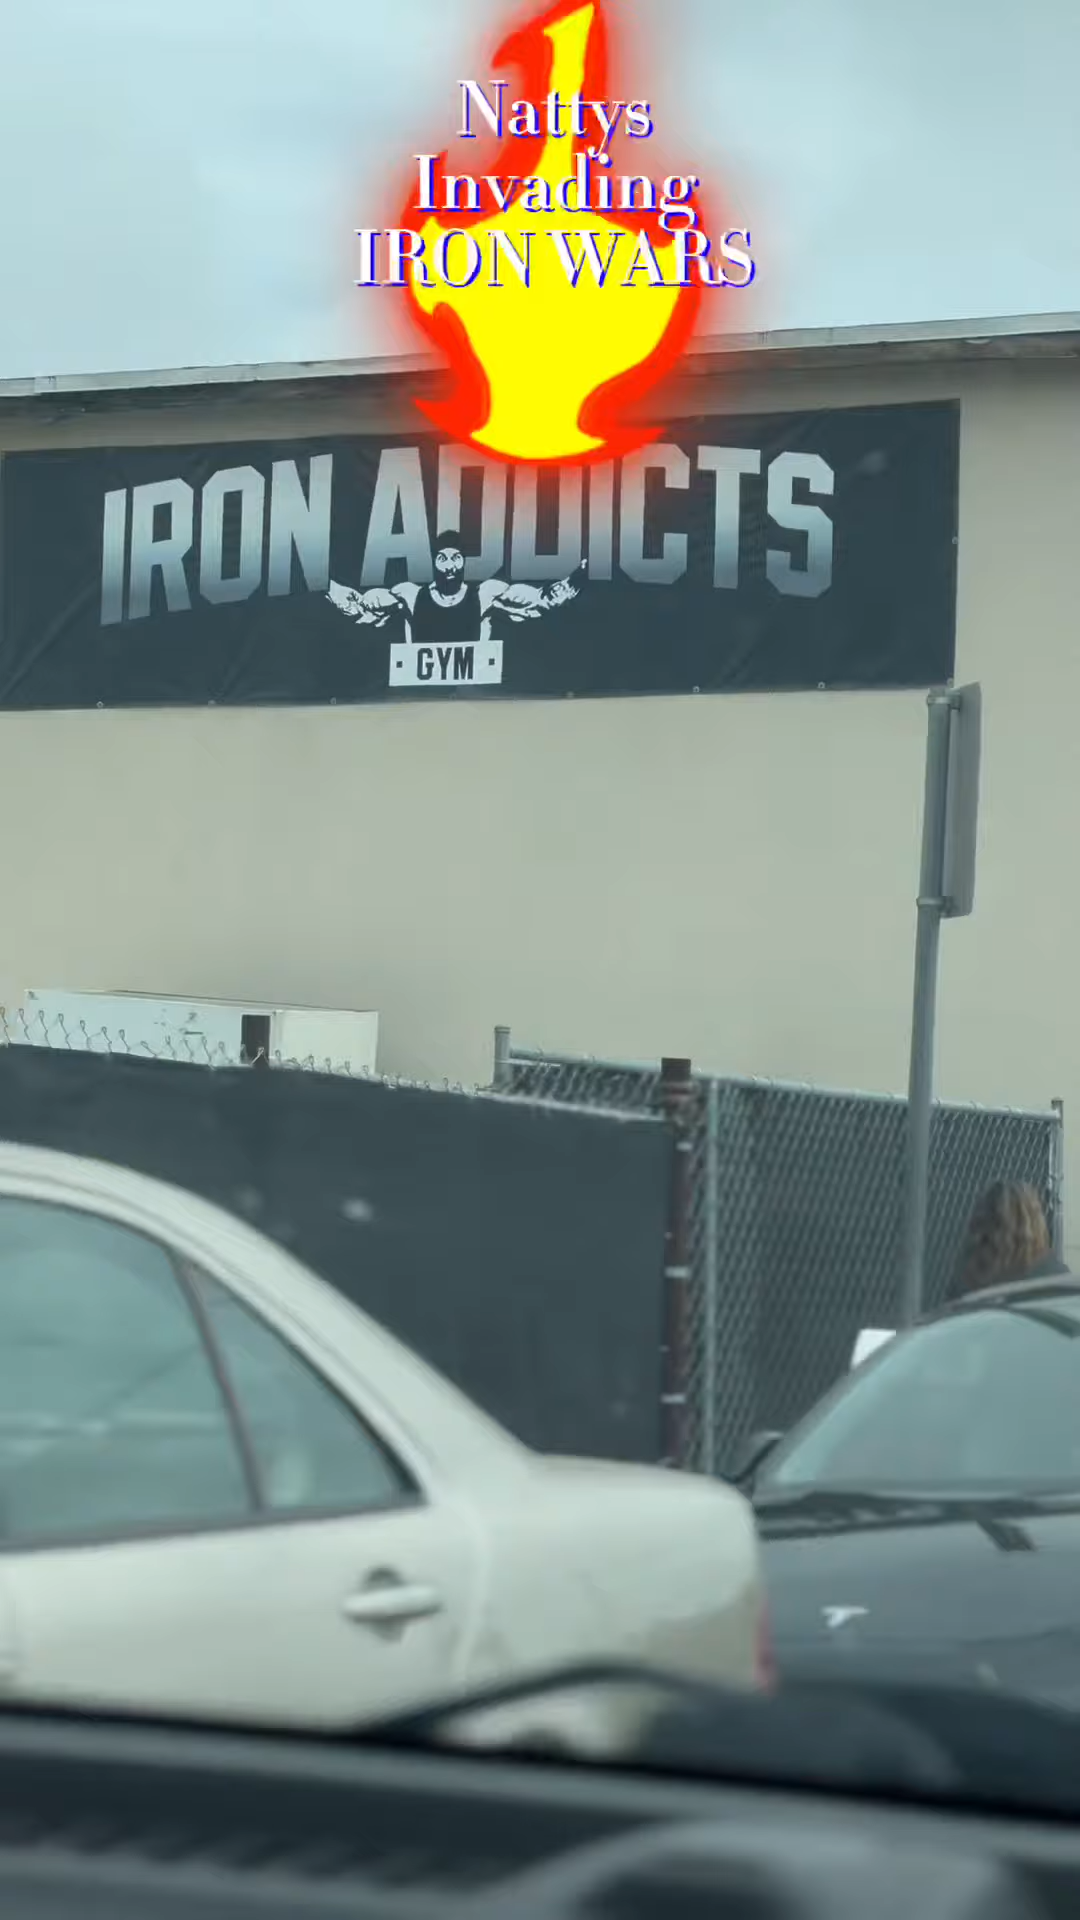 Nattys
Invading
IRON WARS
IRON ADDICTS
· GYM ·